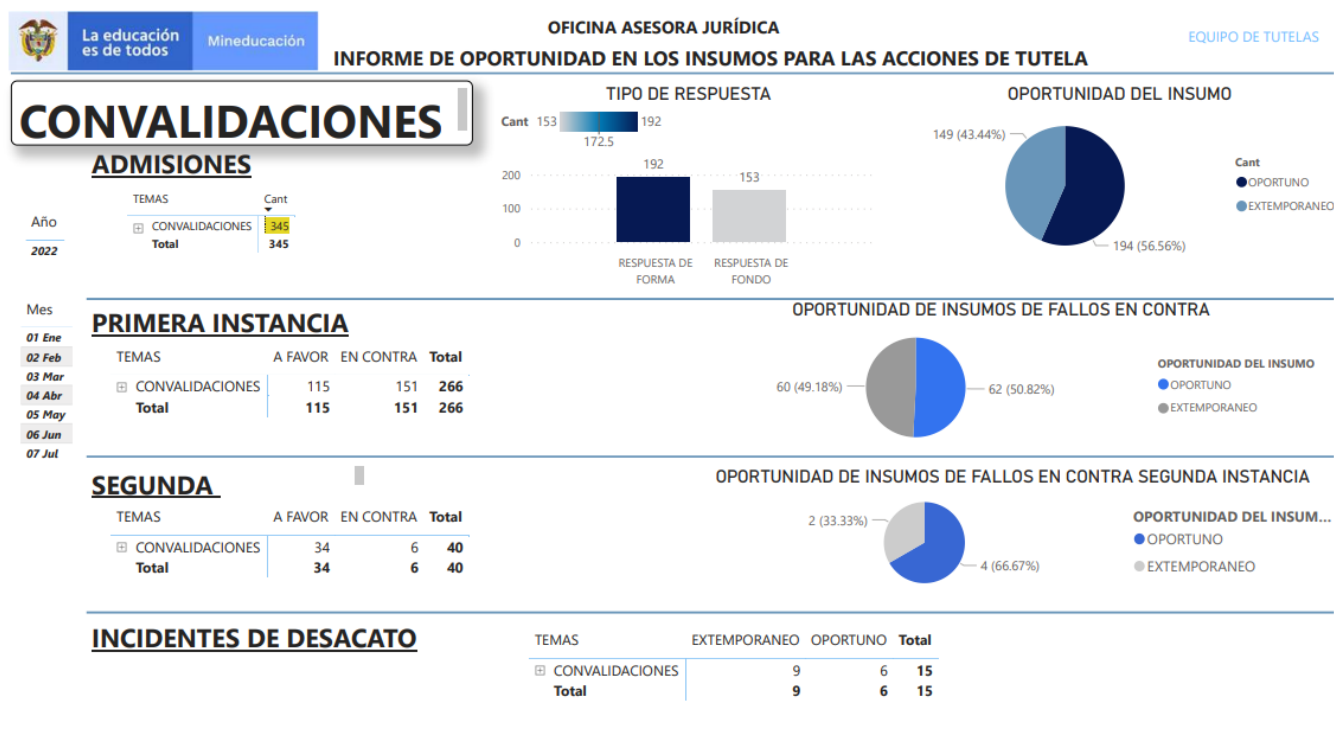 La educación
es de todos
Mineducación
OFICINA ASESORA JURÍDICA
INFORME DE OPORTUNIDAD EN LOS INSUMOS PARA LAS ACCIONES DE TUTELA
EQUIPO DE TUTELAS
CONVALIDACIONES
ADMISIONES
TEMAS Cant
CONVALIDACIONES 345
Total 345
Año
2022
TIPO DE RESPUESTA
Cant 153 192
172.5
192
153
200
100
0
RESPUESTA DE
FORMA
RESPUESTA DE
FONDO
OPORTUNIDAD DEL INSUMO
149 (43.44%)
194 (56.56%)
Cant
OPORTUNO
EXTEMPORANEO
Mes
01 Ene
02 Feb
03 Mar
04 Abr
05 May
06 Jun
07 Jul
PRIMERA INSTANCIA
TEMAS A FAVOR EN CONTRA Total
CONVALIDACIONES 115 151 266
Total 115 151 266
OPORTUNIDAD DE INSUMOS DE FALLOS EN CONTRA
60 (49.18%)
62 (50.82%)
OPORTUNIDAD DEL INSUMO
OPORTUNO
EXTEMPORANEO
SEGUNDA
TEMAS A FAVOR EN CONTRA Total
CONVALIDACIONES 34 6 40
Total 34 6 40
OPORTUNIDAD DE INSUMOS DE FALLOS EN CONTRA SEGUNDA INSTANCIA
2 (33.33%)
4 (66.67%)
OPORTUNIDAD DEL INSUM...
OPORTUNO
EXTEMPORANEO
INCIDENTES DE DESACATO
TEMAS EXTEMPORANEO OPORTUNO Total
CONVALIDACIONES 9 6 15
Total 9 6 15